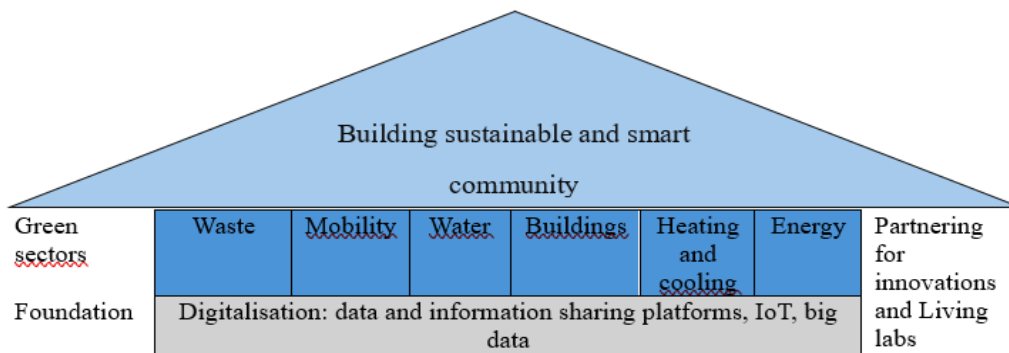 Building sustainable and smart
community
Green
sectors
Waste
Mobility
Water
Buildings
Heating
and
cooling
Energy
Partnering
for
innovations
and Living
labs
Foundation
Digitalisation: data and information sharing platforms, IoT, big
data